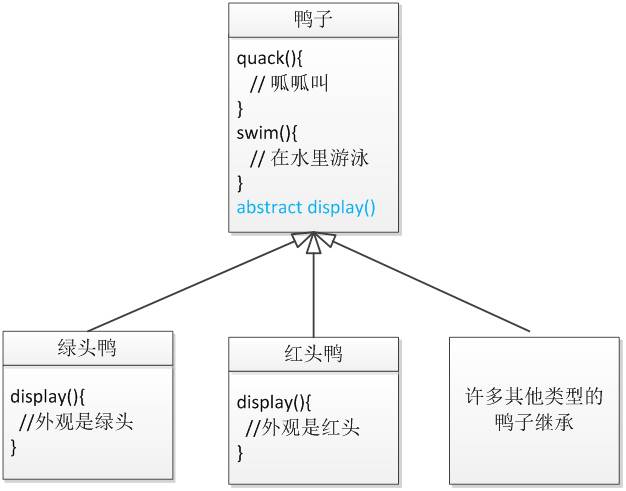 鸭子
quack(){
// 呱呱叫
}
swim(){
// 在水里游泳
}
abstract display()
绿头鸭
display(){
//外观是绿头
}
红头鸭
display(){
//外观是红头
}
许多其他类型的
鸭子继承